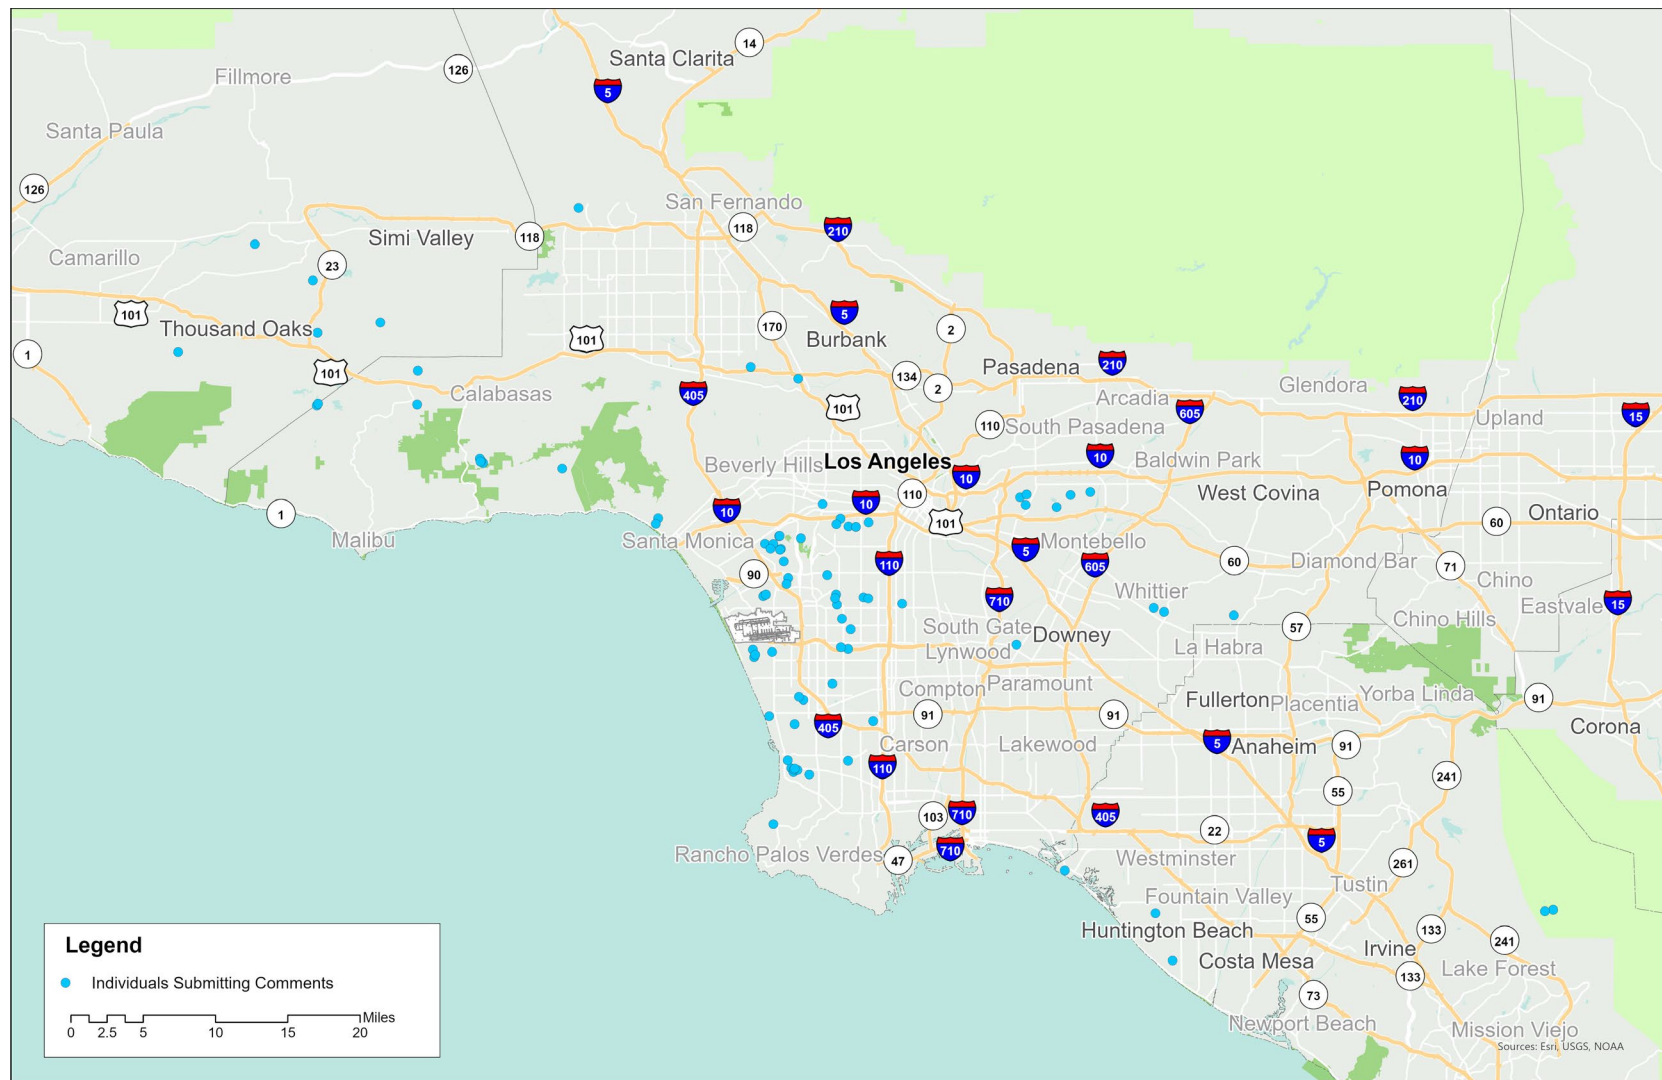 14
Santa Clarita
126
Fillmore
5
Santa Paula
126
San Fernando
118
210
118
Simi Valley
Camarillo
23
101
5
170
2
Thousand Oaks
101
Burbank
1
101
Pasadena
210
134
2
Glendora
405
Calabasas
Arcadia
210
101
605
15
Upland
110
South Pasadena
Beverly Hills
Los Angeles
10
Baldwin Park
10
10
West Covina
Pomona
110
10
10
1
101
60
Ontario
Malibu
Santa Monica
5
Montebello
110
605
60
Diamond Bar
71
90
Chino
Whittier
710
Eastvale
15
Chino Hills
South Gate
Downey
57
Lynwood
La Habra
Compton
Paramount
Fullerton
Placentia
Yorba Linda
91
91
91
405
Corona
Carson
Lakewood
5
Anaheim
91
110
241
55
103
710
405
22
5
710
Rancho Palos Verdes
47
Westminster
261
Tustin
Fountain Valley
55
Huntington Beach
133
241
Irvine
Costa Mesa
Lake Forest
133
73
Newport Beach
Mission Viejo
Sources: Esri, USGS, NOAA
Legend
Individuals Submitting Comments
Miles
0 2.5 5 10 15 20